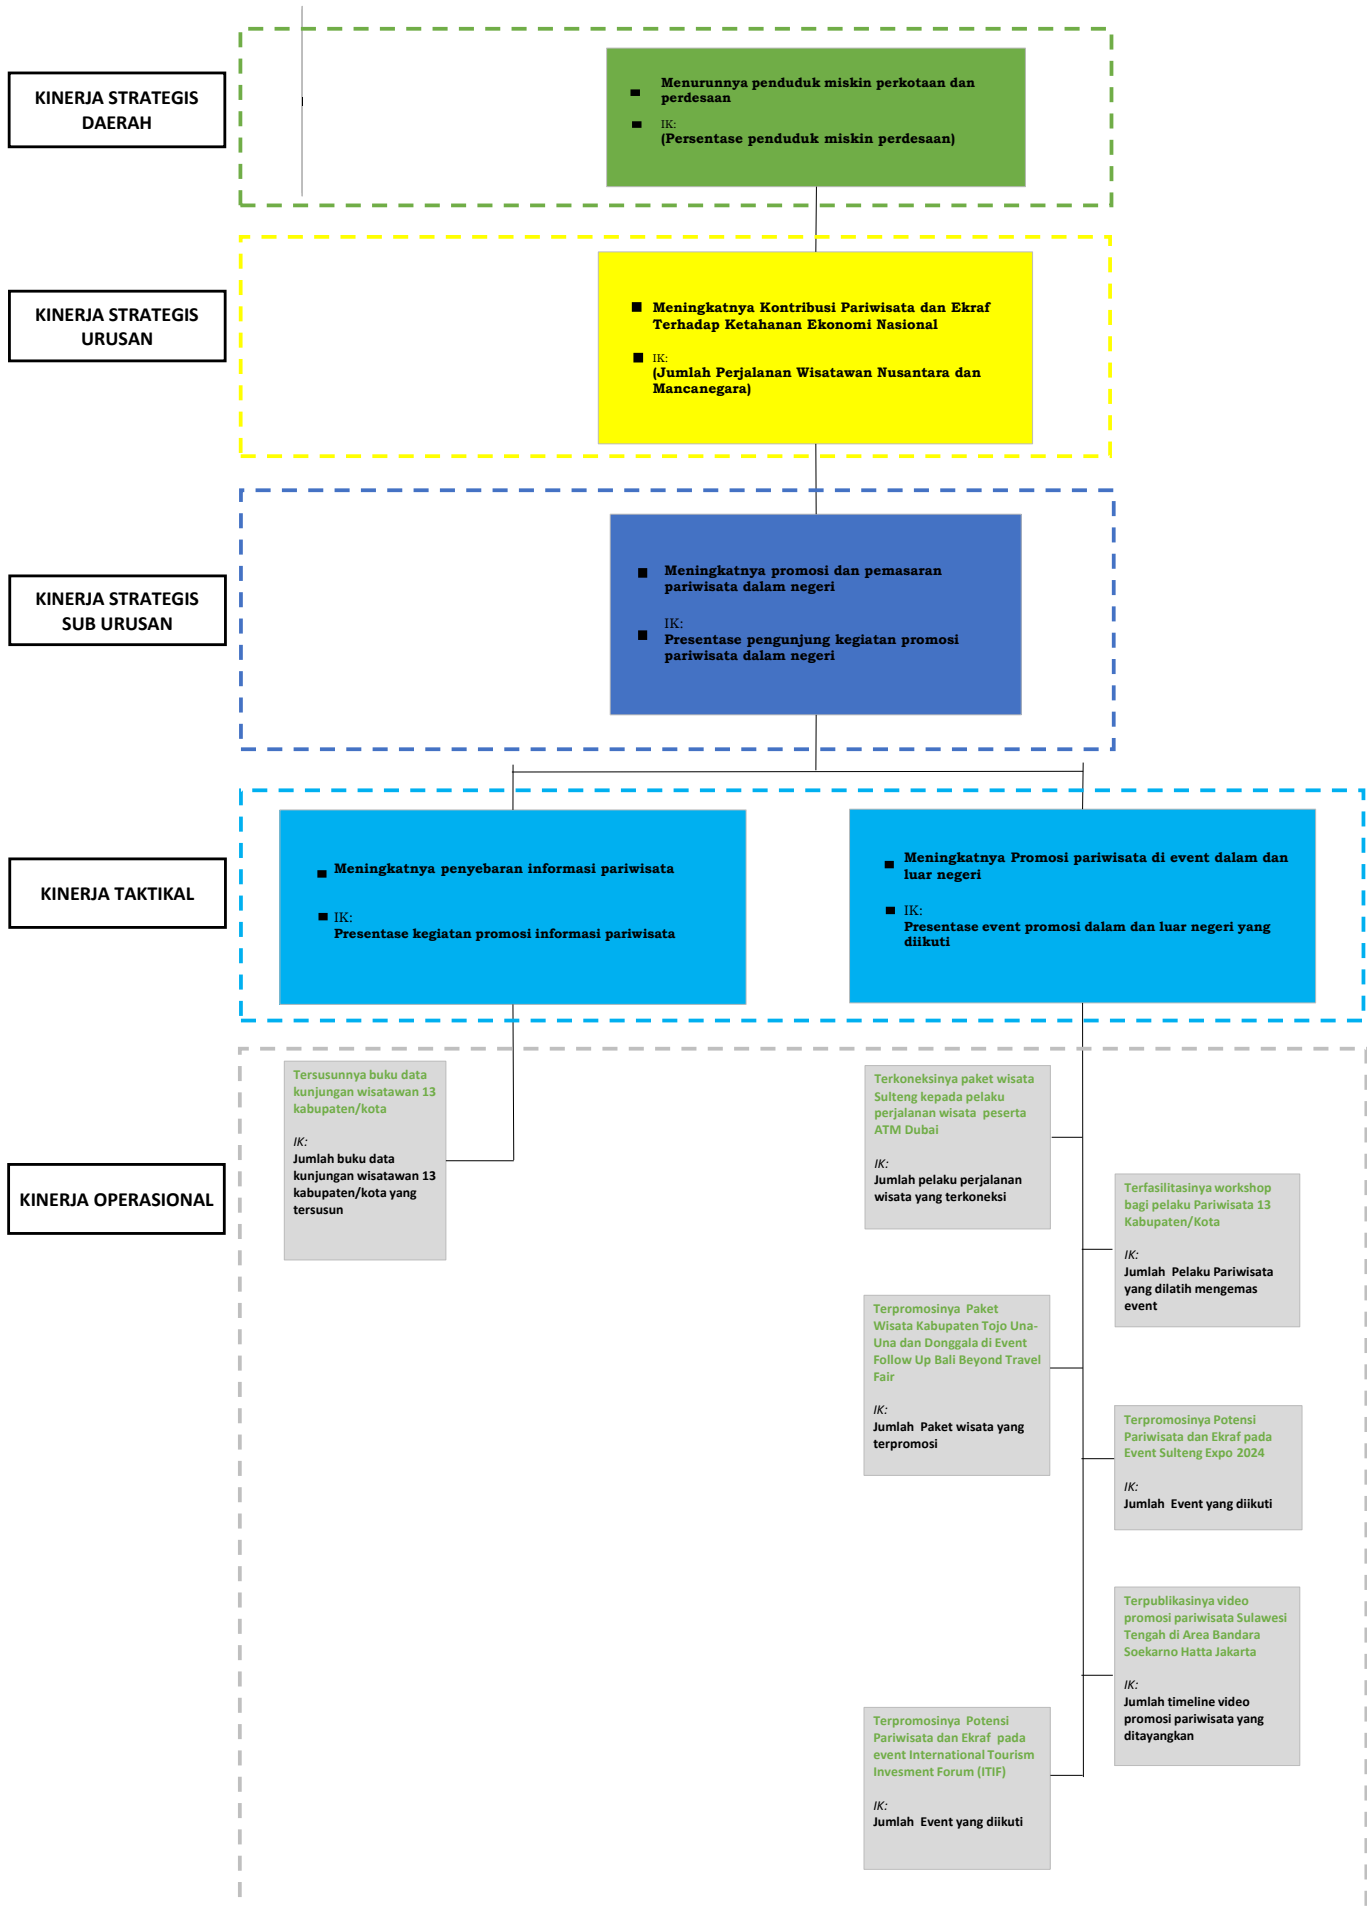 KINERJA STRATEGIS
DAERAH
Menurunnya penduduk miskin perkotaan dan
perdesaan
IK:
(Persentase penduduk miskin perdesaan)
KINERJA STRATEGIS
URUSAN
Meningkatnya Kontribusi Pariwisata dan Ekraf
Terhadap Ketahanan Ekonomi Nasional
IK:
(Jumlah Perjalanan Wisatawan Nusantara dan
Mancanegara)
KINERJA STRATEGIS
SUB URUSAN
Meningkatnya promosi dan pemasaran
pariwisata dalam negeri
IK:
Presentase pengunjung kegiatan promosi
pariwisata dalam negeri
KINERJA TAKTIKAL
Meningkatnya penyebaran informasi pariwisata
IK:
Presentase kegiatan promosi informasi pariwisata
Meningkatnya Promosi pariwisata di event dalam dan
luar negeri
IK:
Presentase event promosi dalam dan luar negeri yang
diikuti
KINERJA OPERASIONAL
Tersusunnya buku data
kunjungan wisatawan 13
kabupaten/kota
IK:
Jumlah buku data
kunjungan wisatawan 13
kabupaten/kota yang
tersusun
Terkoneksinya paket wisata
Sulteng kepada pelaku
perjalanan wisata peserta
ATM Dubai
IK:
Jumlah pelaku perjalanan
wisata yang terkoneksi
Terfasilitasinya workshop
bagi pelaku Pariwisata 13
Kabupaten/Kota
IK:
Jumlah Pelaku Pariwisata
yang dilatih mengemas
event
Terpromosinya Paket
Wisata Kabupaten Tojo Una-
Una dan Donggala di Event
Follow Up Bali Beyond Travel
Fair
IK:
Jumlah Paket wisata yang
terpromosi
Terpromosinya Potensi
Pariwisata dan Ekraf pada
Event Sulteng Expo 2024
IK:
Jumlah Event yang diikuti
Terpublikasinya video
promosi pariwisata Sulawesi
Tengah di Area Bandara
Soekarno Hatta Jakarta
IK:
Jumlah timeline video
promosi pariwisata yang
ditayangkan
Terpromosinya Potensi
Pariwisata dan Ekraf pada
event International Tourism
Invesment Forum (ITIF)
IK:
Jumlah Event yang diikuti